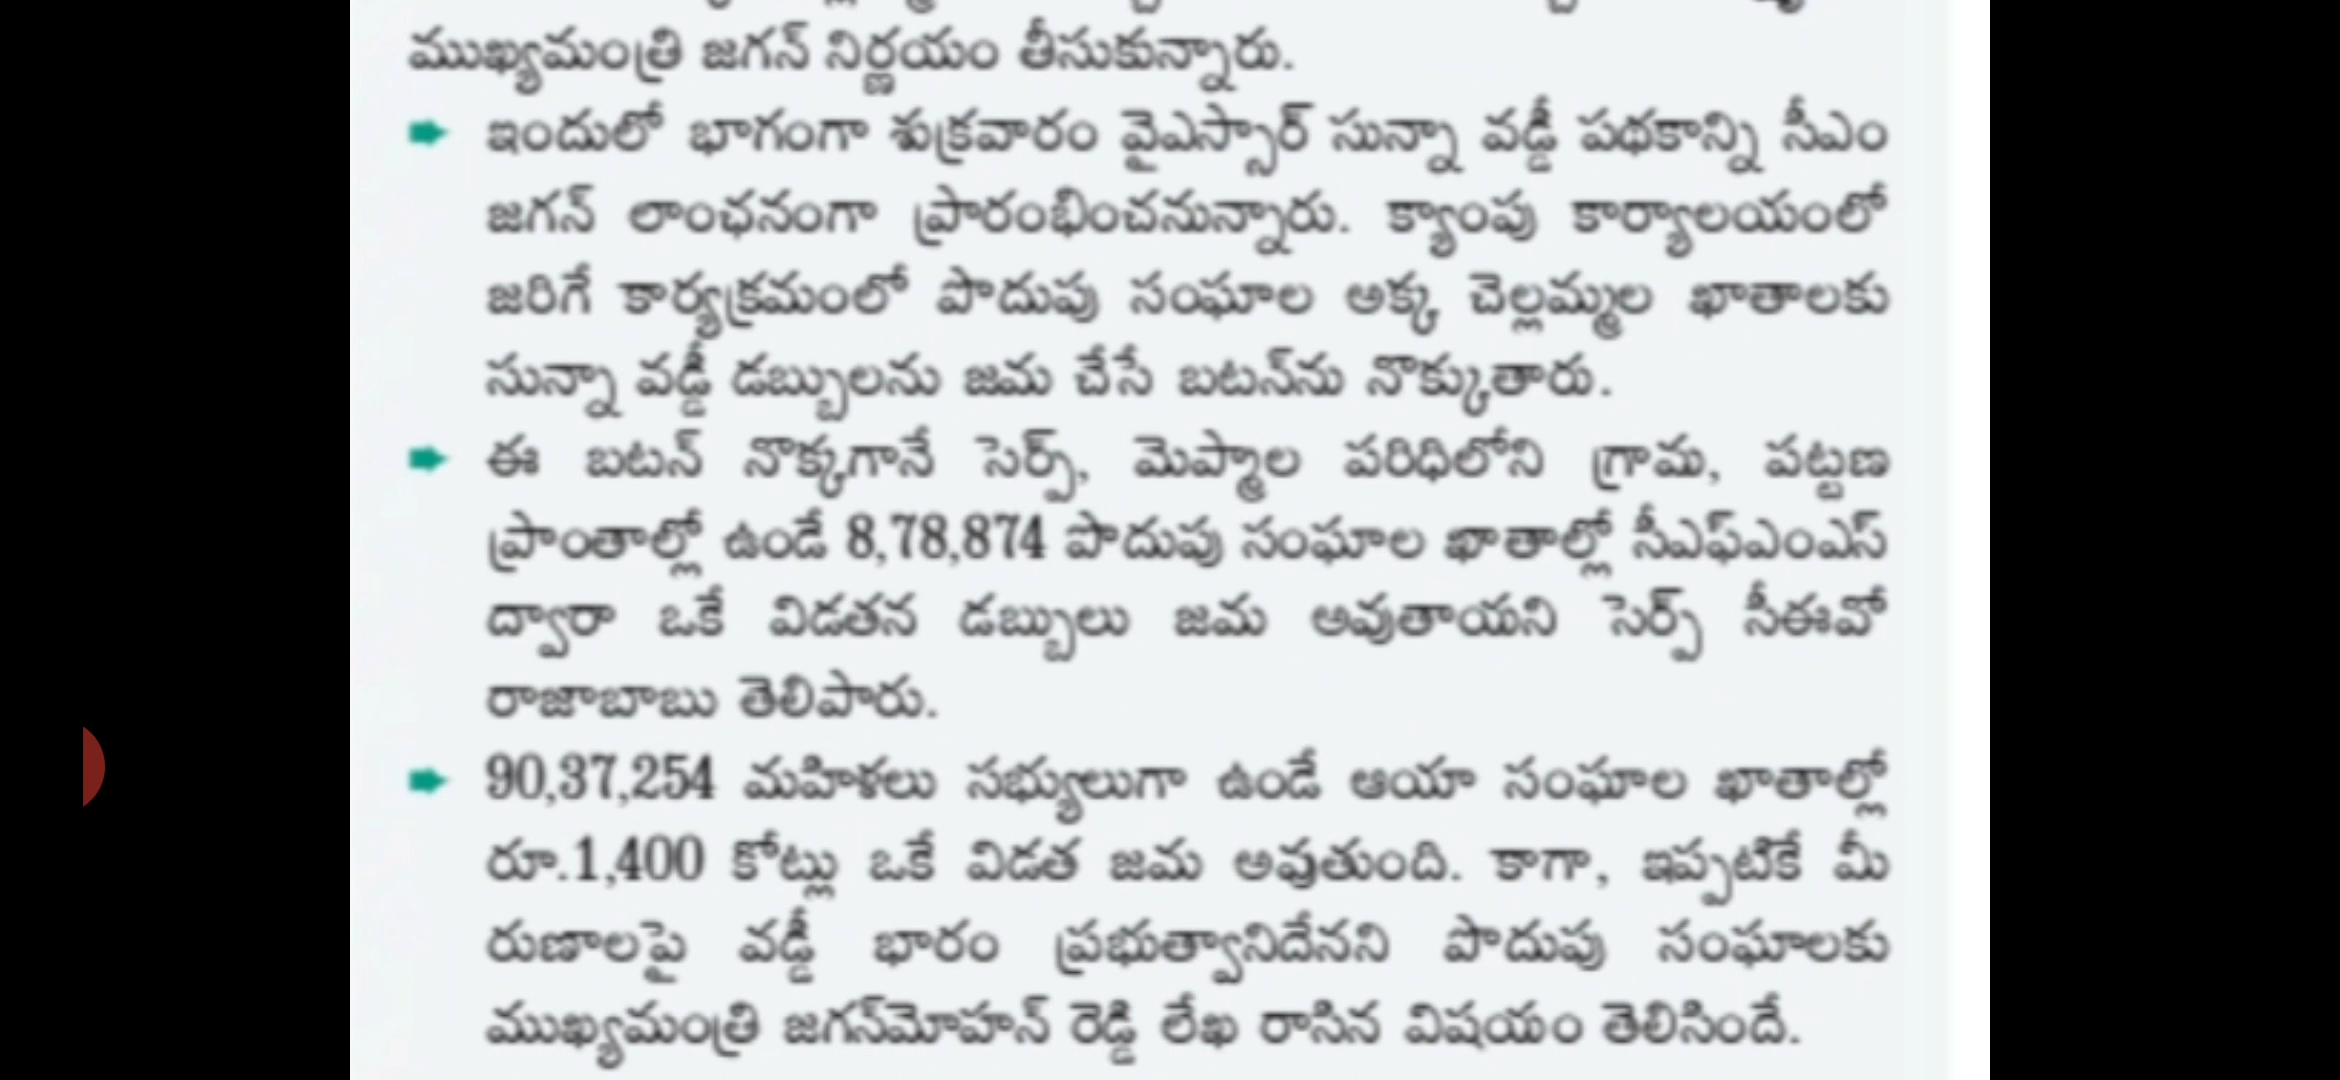 ముఖ్యమంత్రి జగన్ నిర్ణయం తీసుకున్నారు.
ఇందులో భాగంగా శుక్రవారం వైఎస్సార్ సున్నా వడ్డీ పథకాన్ని సీఎం
జగన్ లాంఛనంగా ప్రారంభించనున్నారు. క్యాంపు కార్యాలయంలో
జరిగే కార్యక్రమంలో పొదుపు సంఘాల అక్క చెల్లమ్మల ఖాతాలకు
సున్నా వడ్డీ డబ్బులను జమ చేసే బటన్‌ను నొక్కుతారు.
ఈ బటన్ నొక్కగానే సెర్ప్, మెప్మాల పరిధిలోని గ్రామ, పట్టణ
ప్రాంతాల్లో ఉండే 8,78,874 పొదుపు సంఘాల ఖాతాల్లో సీఎఫ్ఎంఎస్
ద్వారా ఒకే విడతన డబ్బులు జమ అవుతాయని సెర్ప్ సీఈవో
రాజాబాబు తెలిపారు.
90,37,254 మహిళలు సభ్యులుగా ఉండే ఆయా సంఘాల ఖాతాల్లో
రూ.1,400 కోట్లు ఒకే విడత జమ అవుతుంది. కాగా, ఇప్పటికే మీ
రుణాలపై వడ్డీ భారం ప్రభుత్వానిదేనని పొదుపు సంఘాలకు
ముఖ్యమంత్రి జగన్‌మోహన్ రెడ్డి లేఖ రాసిన విషయం తెలిసిందే.